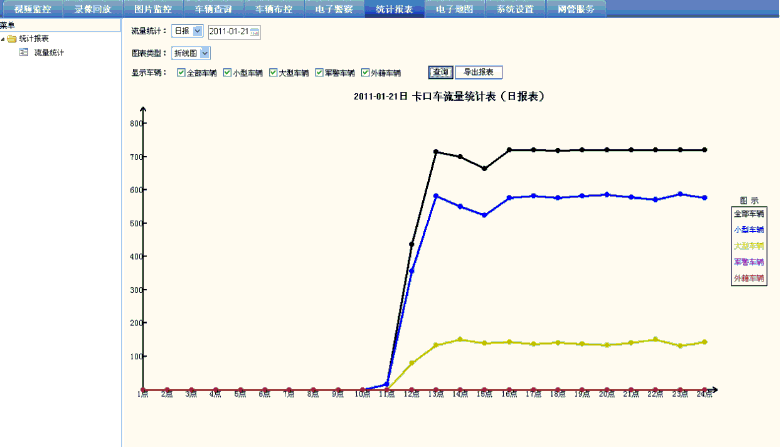 视频监控 录像回放 图片监控 车辆查询 车辆布控 电子警察 统计报表 电子地图 系统设置 网管服务
菜单
统计报表
流量统计
流量统计： 日报 2011-01-21
图表类型： 折线图
显示车辆： 全部车辆 小型车辆 大型车辆 军警车辆 外籍车辆 查询 导出报表
2011-01-21日 卡口车流量统计表（日报表）
800
700
600
500
400
300
200
100
1点 2点 3点 4点 5点 6点 7点 8点 9点 10点 11点 12点 13点 14点 15点 16点 17点 18点 19点 20点 21点 22点 23点 24点
图 示
全部车辆
小型车辆
大型车辆
军警车辆
外籍车辆